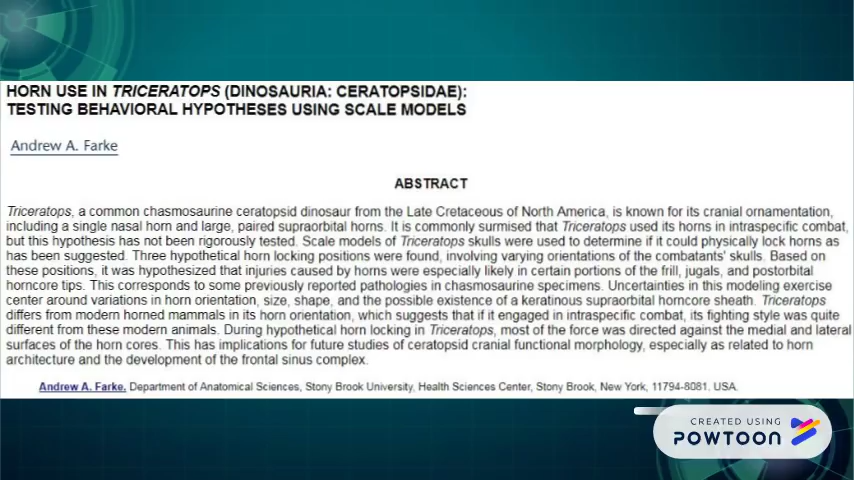 HORN USE IN TRICERATOPS (DINOSAURIA: CERATOPSIDAE):
TESTING BEHAVIORAL HYPOTHESES USING SCALE MODELS
Andrew A. Farke
ABSTRACT
Triceratops, a common chasmosaurine ceratopsid dinosaur from the Late Cretaceous of North America, is known for its cranial ornamentation,
including a single nasal horn and large, paired supraorbital horns. It is commonly surmised that Triceratops used its horns in intraspecific combat,
but this hypothesis has not been rigorously tested. Scale models of Triceratops skulls were used to determine if it could physically lock horns as
has been suggested. Three hypothetical horn locking positions were found, involving varying orientations of the combatants' skulls. Based on
these positions, it was hypothesized that injuries caused by horns were especially likely in certain portions of the frill, jugals, and postorbital
horncore tips. This corresponds to some previously reported pathologies in chasmosaurine specimens. Uncertainties in this modeling exercise
center around variations in horn orientation, size, shape, and the possible existence of a keratinous supraorbital horncore sheath. Triceratops
differs from modern horned mammals in its horn orientation, which suggests that if it engaged in intraspecific combat, its fighting style was quite
different from these modern animals. During hypothetical horn locking in Triceratops, most of the force was directed against the medial and lateral
surfaces of the horn cores. This has implications for future studies of ceratopsid cranial functional morphology, especially as related to horn
architecture and the development of the frontal sinus complex.
Andrew A. Farke. Department of Anatomical Sciences, Stony Brook University, Health Sciences Center, Stony Brook, New York, 11794-8081. USA.
CREATED USING
POWTOON